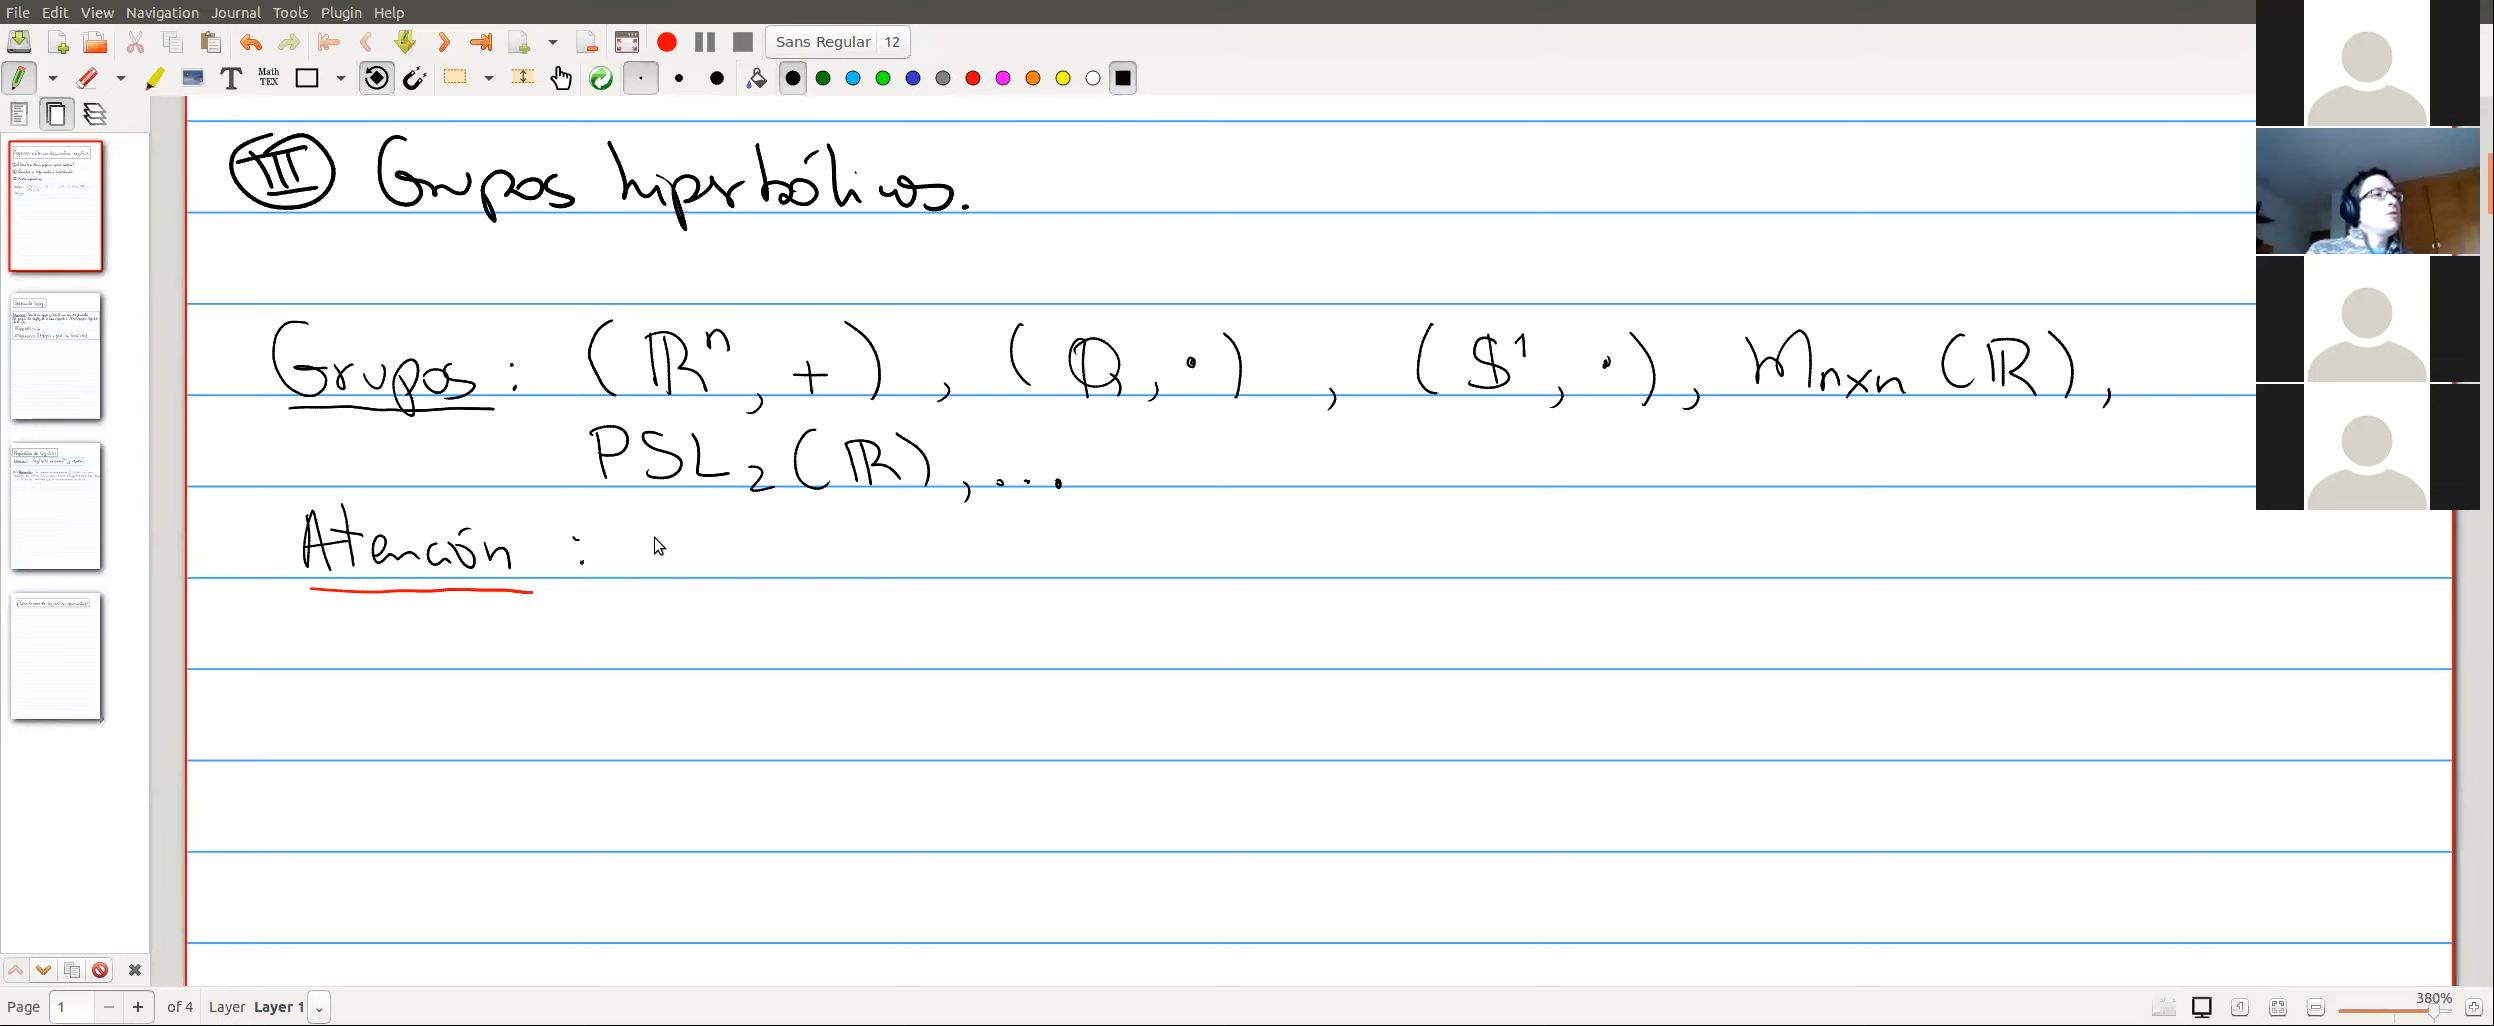 File Edit View Navigation Journal Tools Plugin Help
Sans Regular 12
Math TEX
III Grupos hiperbólicos.
Grupos : (ℝⁿ, +), (ℚ, ·), (𝕊¹, ·), M n×n (ℝ),
PSL₂(ℝ), ...
Atención :
Page 1 of 4 Layer Layer 1 380%